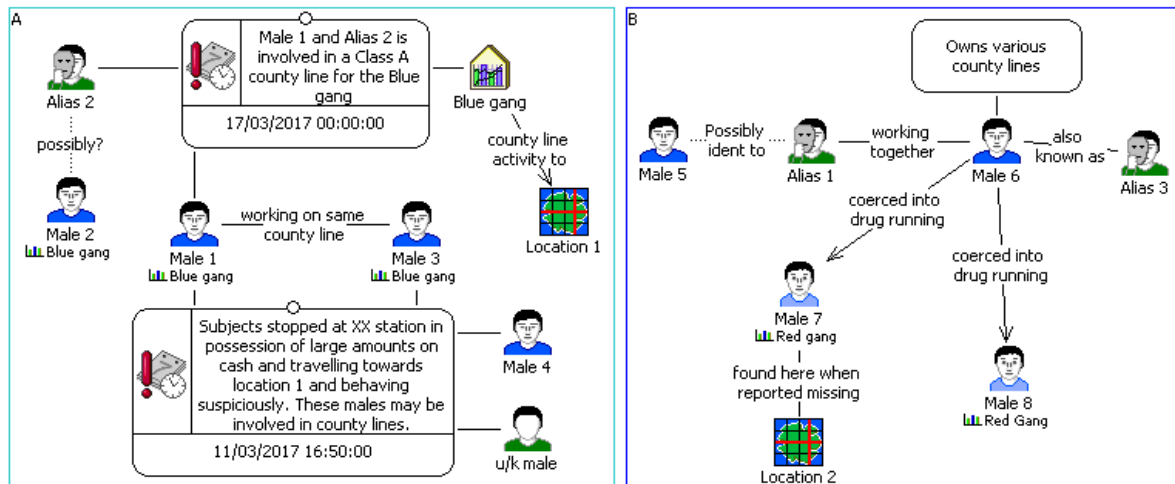 A
Male 1 and Alias 2 is
involved in a Class A
county line for the Blue
gang
17/03/2017 00:00:00
Alias 2
possibly?
Male 2
Blue gang
Blue gang
county line
activity to
Location 1
Male 1
Blue gang
working on same
county line
Male 3
Blue gang
Subjects stopped at XX station in
possession of large amounts on
cash and travelling towards
location 1 and behaving
suspiciously. These males may be
involved in county lines.
11/03/2017 16:50:00
Male 4
u/k male
B
Owns various
county lines
Male 5
Possibly
ident to
Alias 1
working
together
Male 6
also
known as
Alias 3
coerced into
drug running
coerced into
drug running
Male 7
Red gang
found here when
reported missing
Location 2
Male 8
Red Gang